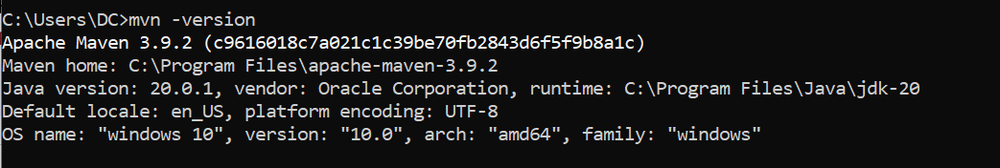 C:\Users\DC>mvn -version
Apache Maven 3.9.2 (c9616018c7a021c1c39be70fb2843d6f5f9b8a1c)
Maven home: C:\Program Files\apache-maven-3.9.2
Java version: 20.0.1, vendor: Oracle Corporation, runtime: C:\Program Files\Java\jdk-20
Default locale: en_US, platform encoding: UTF-8
OS name: "windows 10", version: "10.0", arch: "amd64", family: "windows"